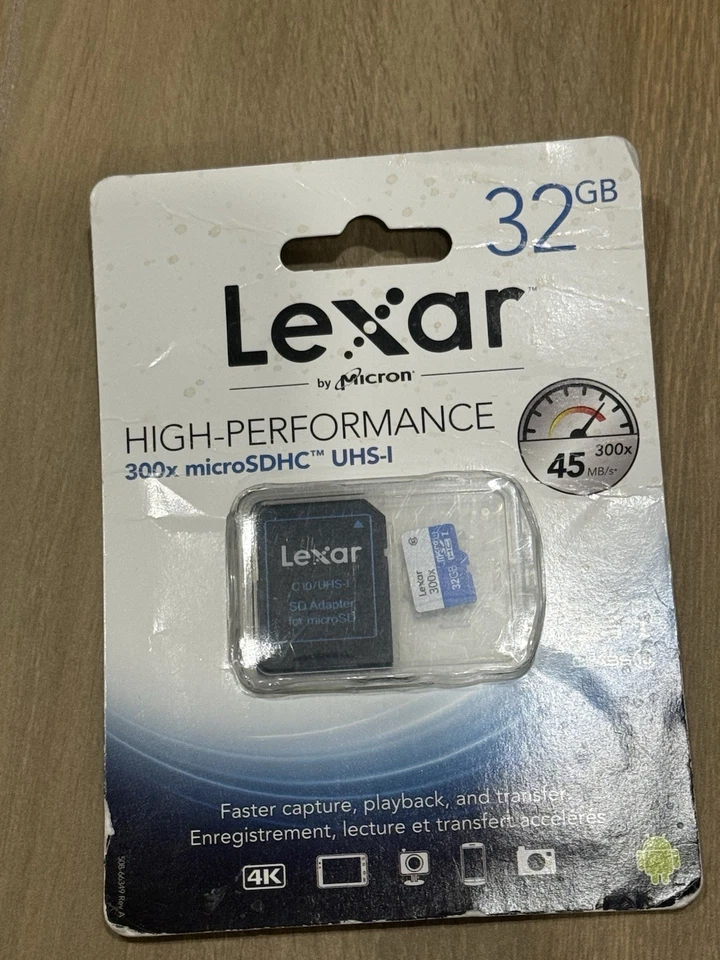 32GB
Lexar™
by Micron®
HIGH-PERFORMANCE
300x microSDHC™ UHS-I
300x
45 MB/s*
Lexar
C10/UHS-I
SD Adapter
for microSD
Lexar
300x
32GB
Faster capture, playback, and transfer.
Enregistrement, lecture et transfert accélérés
4K